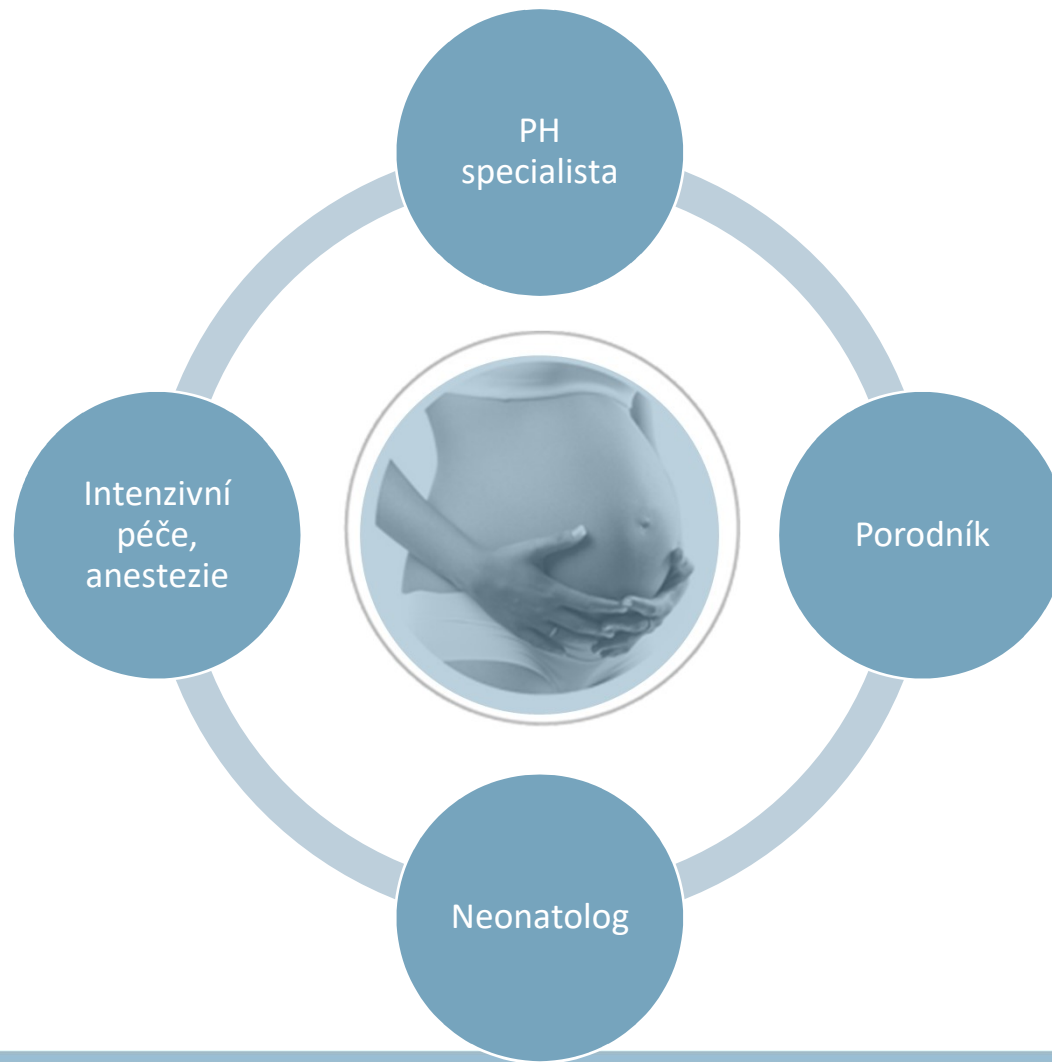 PH
specialista
Intenzivní
péče,
anestezie
Porodník
Neonatolog